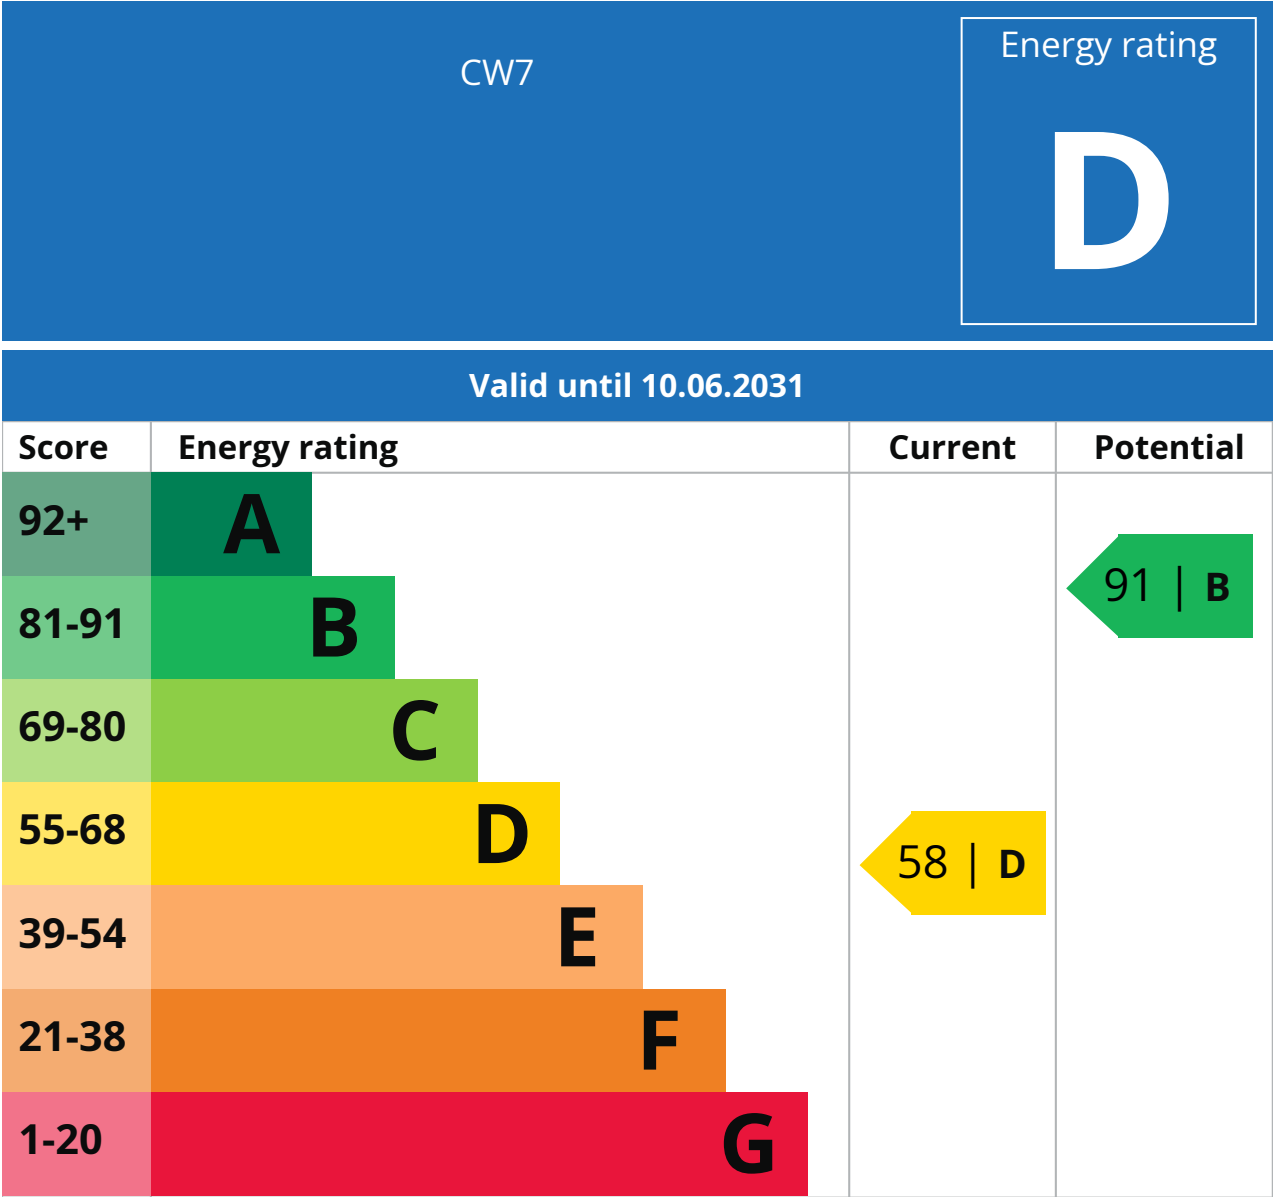 CW7
Energy rating
D
Valid until 10.06.2031
Score Energy rating Current Potential
92+ A
91 | B
81-91 B
69-80 C
55-68 D
58 | D
39-54 E
21-38 F
1-20 G